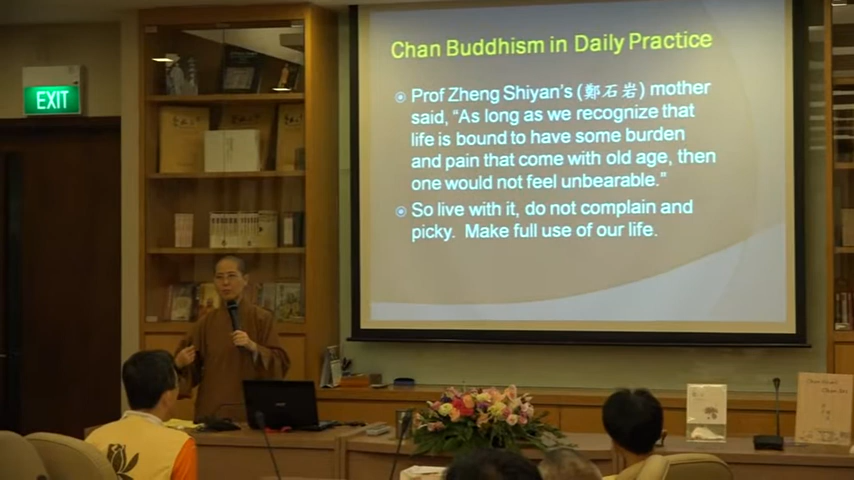 EXIT
Chan Buddhism in Daily Practice
Prof Zheng Shiyan's (鄭石岩) mother
said, "As long as we recognize that
life is bound to have some burden
and pain that come with old age, then
one would not feel unbearable."
So live with it, do not complain and
picky. Make full use of our life.